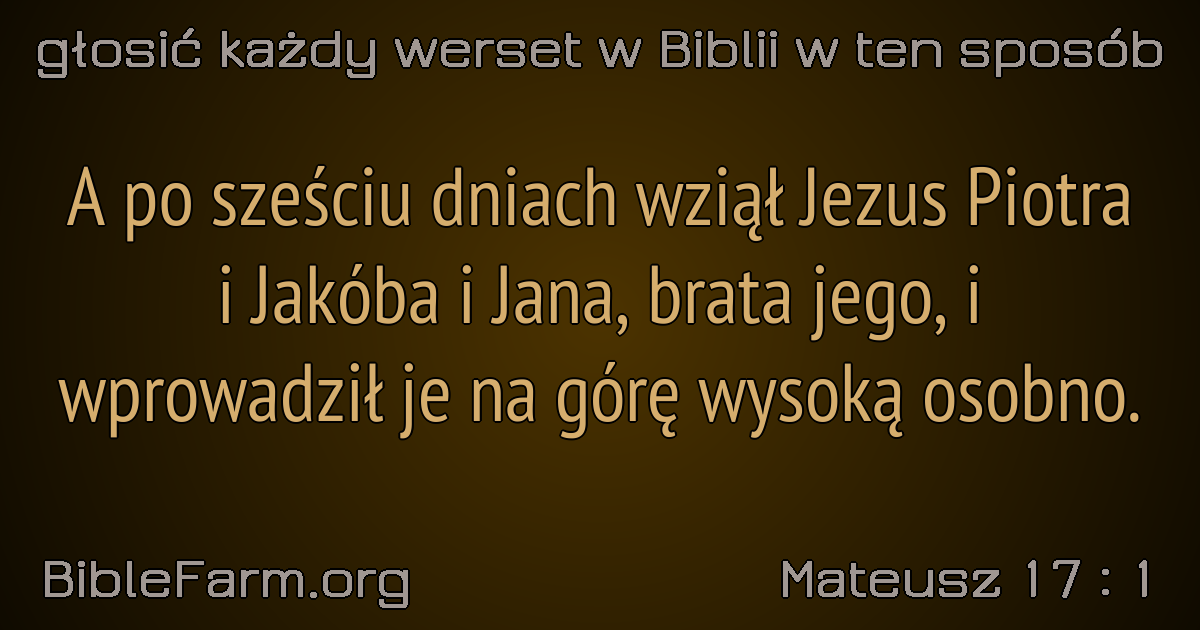 głosić każdy werset w Biblii w ten sposób
A po sześciu dniach wziął Jezus Piotra
i Jakóba i Jana, brata jego, i
wprowadził je na górę wysoką osobno.
BibleFarm.org
Mateusz 17 : 1